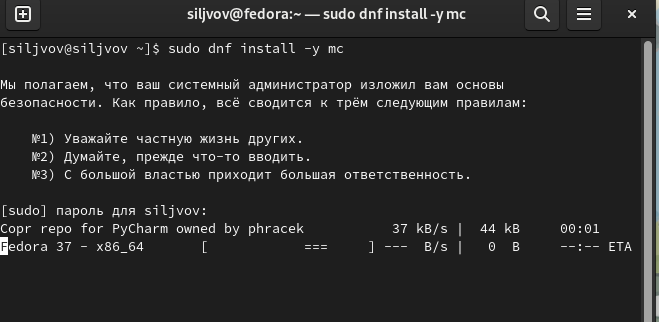 siljvov@fedora:~ — sudo dnf install -y mc
[siljvov@siljvov ~]$ sudo dnf install -y mc
Мы полагаем, что ваш системный администратор изложил вам основы
безопасности. Как правило, всё сводится к трём следующим правилам:
№1) Уважайте частную жизнь других.
№2) Думайте, прежде что-то вводить.
№3) С большой властью приходит большая ответственность.
[sudo] пароль для siljvov:
Copr repo for PyCharm owned by phracek 37 kB/s | 44 kB 00:01
Fedora 37 - x86_64 [ === ] --- B/s | 0 B --:-- ETA